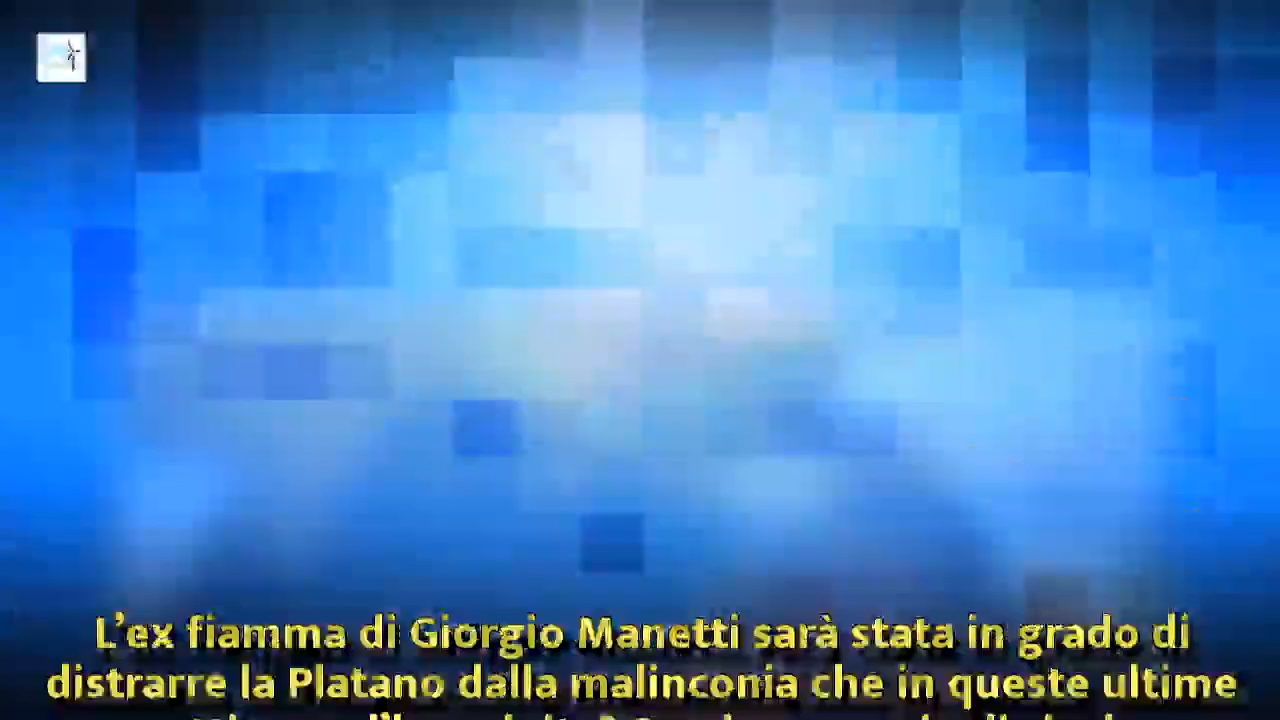 L'ex fiamma di Giorgio Manetti sarà stata in grado di
distrarre la Platano dalla malinconia che in queste ultime